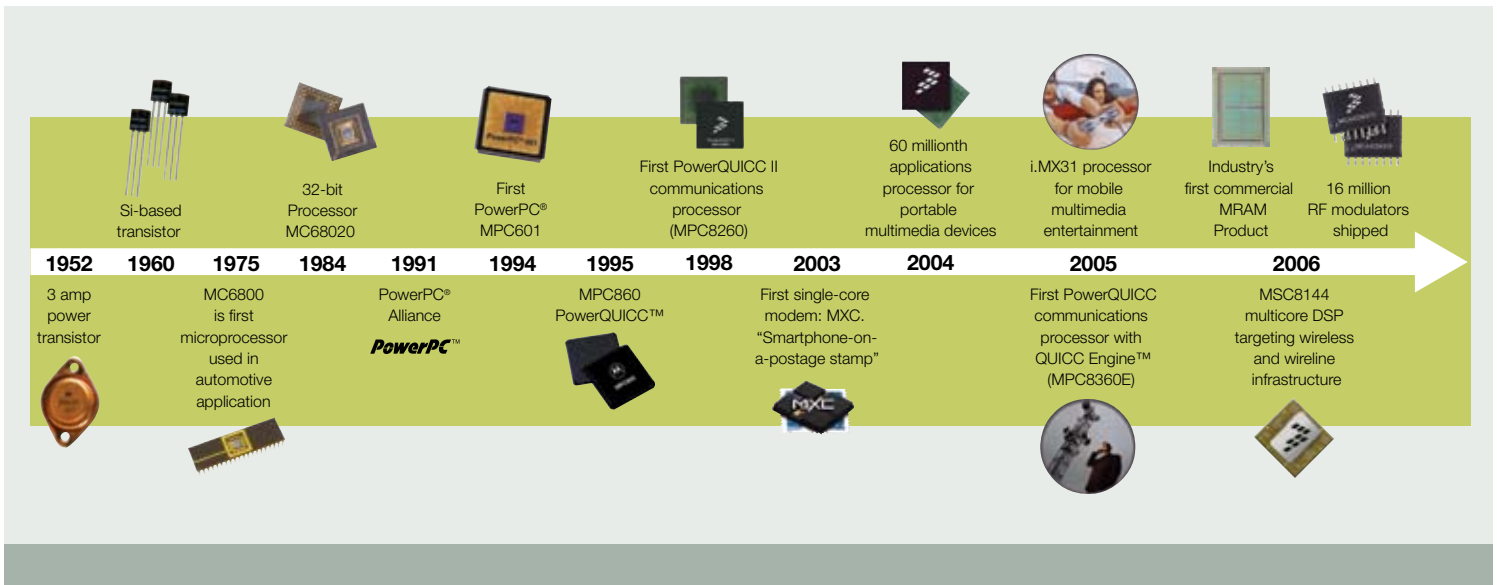 Si-based
transistor
32-bit
Processor
MC68020
First
PowerPC®
MPC601
First PowerQUICC II
communications
processor
(MPC8260)
60 millionth
applications
processor for
portable
multimedia devices
i.MX31 processor
for mobile
multimedia
entertainment
Industry's
first commercial
MRAM
Product
16 million
RF modulators
shipped
1952 1960 1975 1984 1991 1994 1995 1998 2003 2004 2005 2006
3 amp
power
transistor
MC6800
is first
microprocessor
used in
automotive
application
PowerPC®
Alliance
PowerPC™
MPC860
PowerQUICC™
First single-core
modem: MXC.
“Smartphone-on-
a-postage stamp”
MXC
First PowerQUICC
communications
processor with
QUICC Engine™
(MPC8360E)
MSC8144
multicore DSP
targeting wireless
and wireline
infrastructure